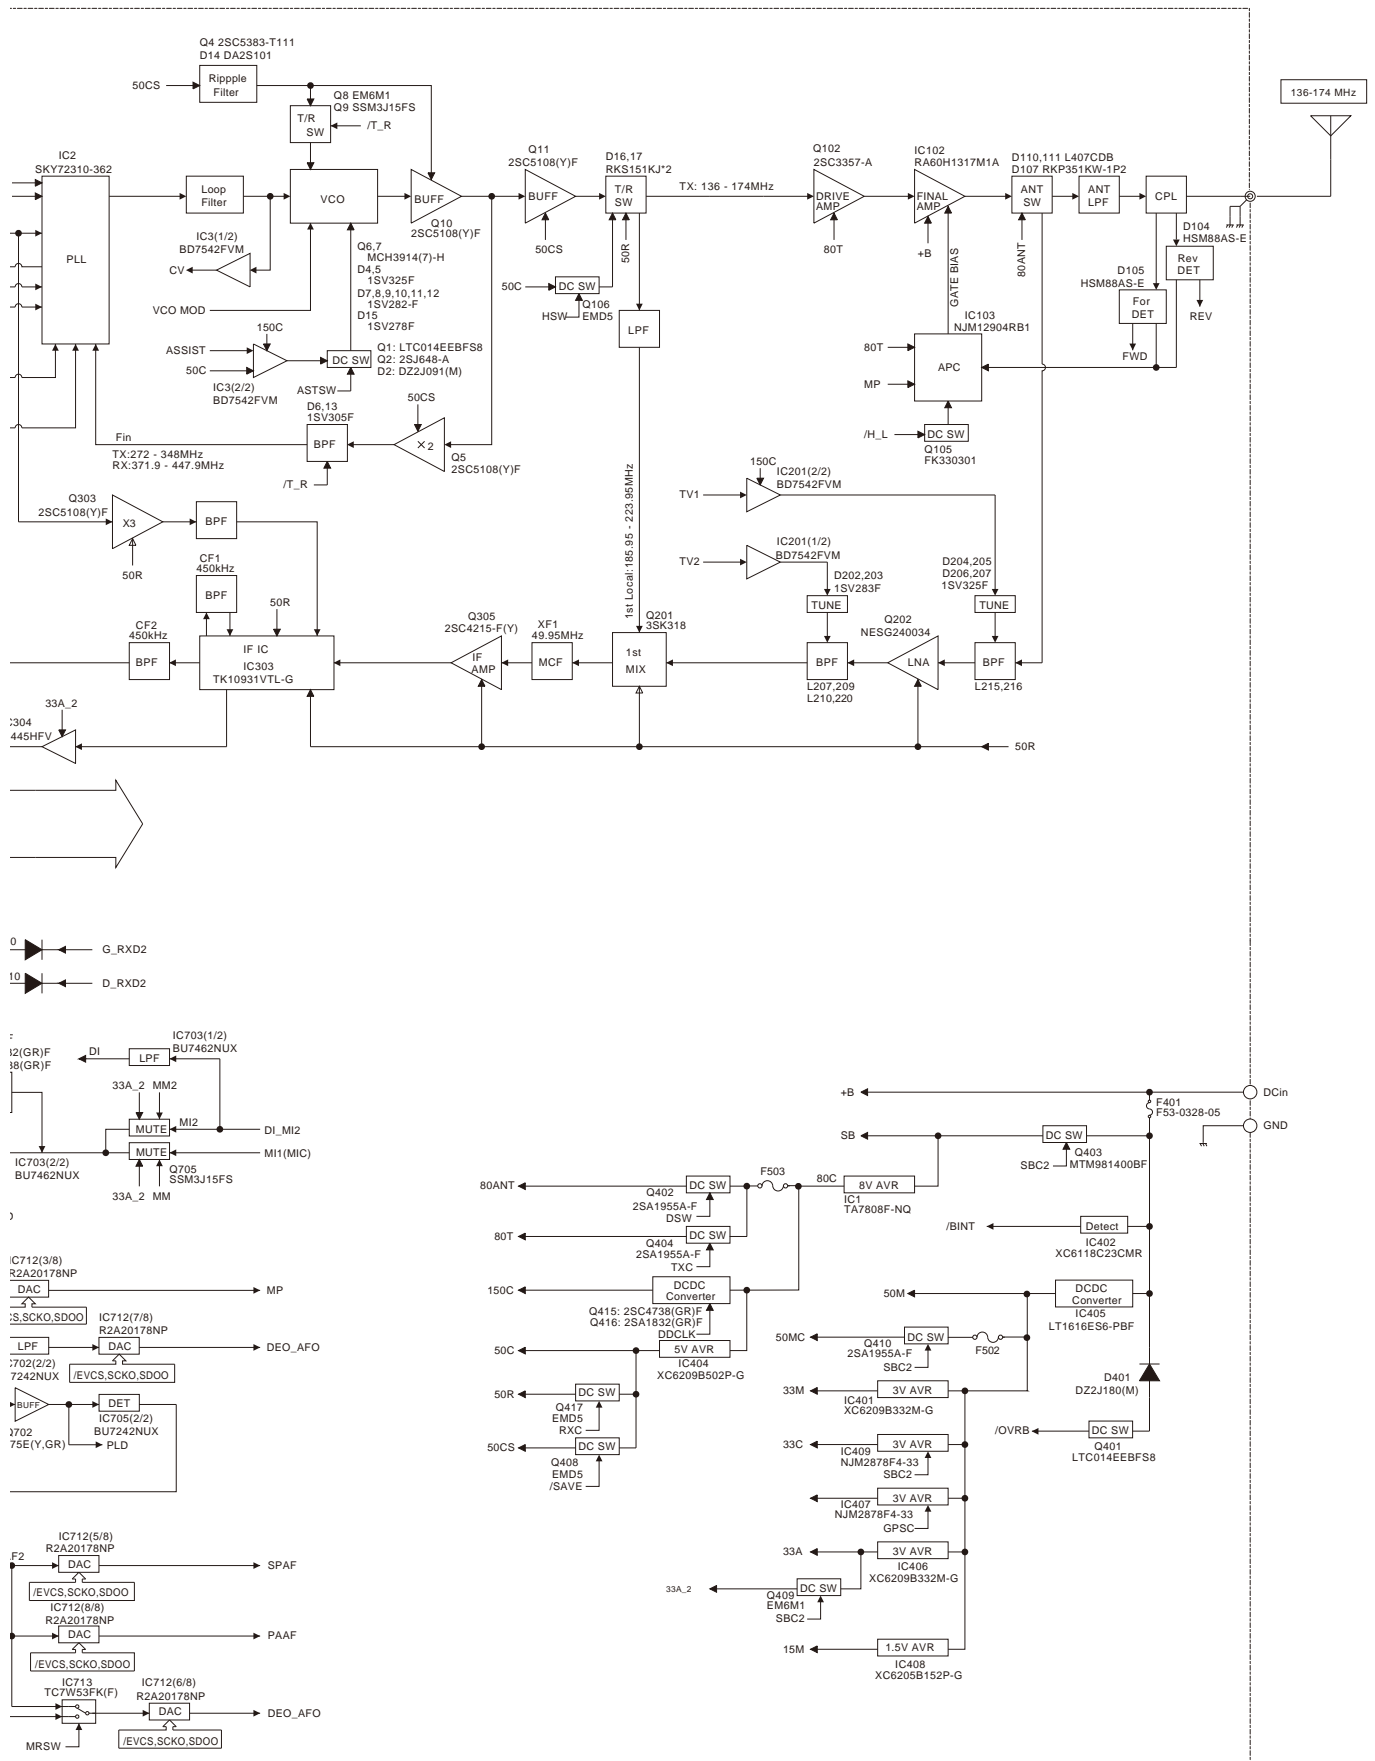 Q4 2SC5383-T111
D14 DA2S101
50CS
Rippple
Filter
Q8 EM6M1
Q9 SSM3J15FS
T/R
SW
/T_R
136-174 MHz
IC2
SKY72310-362
PLL
Loop
Filter
VCO
BUFF
Q10
2SC5108(Y)F
Q11
2SC5108(Y)F
BUFF
50CS
D16,17
RKS151KJ*2
T/R
SW
50R
TX: 136 - 174MHz
Q102
2SC3357-A
DRIVE
AMP
80T
IC102
RA60H1317M1A
FINAL
AMP
+B
GATE BIAS
D110,111 L407CDB
D107 RKP351KW-1P2
ANT
SW
80ANT
ANT
LPF
CPL
D104
HSM88AS-E
Rev
DET
REV
D105
HSM88AS-E
For
DET
FWD
IC3(1/2)
BD7542FVM
CV
VCO MOD
Q6,7
MCH3914(7)-H
D4,5
1SV325F
D7,8,9,10,11,12
1SV282-F
D15
1SV278F
50C
DC SW
HSW
Q106
EMD5
LPF
150C
ASSIST
50C
IC3(2/2)
BD7542FVM
DC SW
ASTSW
Q1: LTC014EEBFS8
Q2: 2SJ648-A
D2: DZ2J091(M)
IC103
NJM12904RB1
80T
MP
APC
/H_L
DC SW
Q105
FK330301
Fin
TX:272 - 348MHz
RX:371.9 - 447.9MHz
D6,13
1SV305F
BPF
/T_R
50CS
×2
Q5
2SC5108(Y)F
1st Local:185.95 - 223.95MHz
150C
IC201(2/2)
BD7542FVM
TV1
IC201(1/2)
BD7542FVM
TV2
Q303
2SC5108(Y)F
X3
50R
BPF
CF1
450kHz
BPF
50R
CF2
450kHz
BPF
IF IC
IC303
TK10931VTL-G
Q305
2SC4215-F(Y)
IF
AMP
XF1
49.95MHz
MCF
Q201
3SK318
1st
MIX
D202,203
1SV283F
TUNE
BPF
L207,209
L210,220
Q202
NESG240034
LNA
D204,205
D206,207
1SV325F
TUNE
BPF
L215,216
50R
33A_2
C304
445HFV
0
G_RXD2
10
D_RXD2
32(GR)F
38(GR)F
DI
LPF
IC703(1/2)
BU7462NUX
33A_2 MM2
MUTE
MI2
DI_MI2
MUTE
MI1(MIC)
IC703(2/2)
BU7462NUX
Q705
SSM3J15FS
33A_2 MM
+B
DCin
F401
F53-0328-05
GND
SB
DC SW
Q403
MTM981400BF
SBC2
80ANT
DC SW
Q402
2SA1955A-F
DSW
F503
80C
8V AVR
IC1
TA7808F-NQ
80T
DC SW
Q404
2SA1955A-F
TXC
/BINT
Detect
IC402
XC6118C23CMR
150C
DCDC
Converter
Q415: 2SC4738(GR)F
Q416: 2SA1832(GR)F
DDCLK
50M
DCDC
Converter
IC405
LT1616ES6-PBF
50C
5V AVR
IC404
XC6209B502P-G
50MC
Q410
2SA1955A-F
DC SW
SBC2
F502
50R
DC SW
Q417
EMD5
RXC
33M
3V AVR
IC401
XC6209B332M-G
D401
DZ2J180(M)
/OVRB
DC SW
Q401
LTC014EEBFS8
50CS
DC SW
Q408
EMD5
/SAVE
33C
3V AVR
IC409
NJM2878F4-33
SBC2
3V AVR
IC407
NJM2878F4-33
GPSC
33A
3V AVR
IC406
XC6209B332M-G
33A_2
DC SW
Q409
EM6M1
SBC2
15M
1.5V AVR
IC408
XC6205B152P-G
IC712(3/8)
R2A20178NP
DAC
MP
CS,SCKO,SDOO
LPF
IC712(7/8)
R2A20178NP
DAC
DEO_AFO
C702(2/2)
7242NUX
/EVCS,SCKO,SDOO
BUFF
DET
IC705(2/2)
BU7242NUX
Q702
75E(Y,GR)
PLD
IC712(5/8)
R2A20178NP
F2
DAC
SPAF
/EVCS,SCKO,SDOO
IC712(8/8)
R2A20178NP
DAC
PAAF
/EVCS,SCKO,SDOO
IC713
TC7W53FK(F)
IC712(6/8)
R2A20178NP
DAC
DEO_AFO
/EVCS,SCKO,SDOO
MRSW